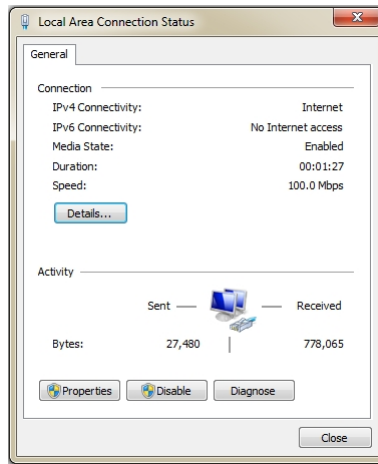 Local Area Connection Status
General
Connection
IPv4 Connectivity: Internet
IPv6 Connectivity: No Internet access
Media State: Enabled
Duration: 00:01:27
Speed: 100.0 Mbps
Details...
Activity
Sent Received
Bytes: 27,480 778,065
Properties Disable Diagnose
Close